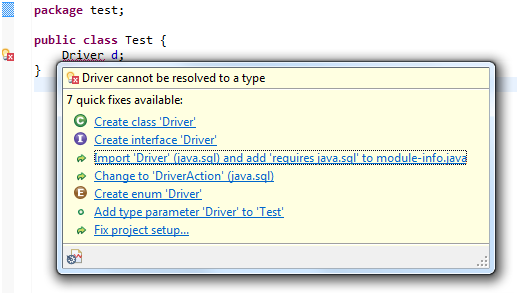 package test;
public class Test {
Driver d;
}
Driver cannot be resolved to a type
7 quick fixes available:
Create class 'Driver'
Create interface 'Driver'
Import 'Driver' (java.sql) and add 'requires java.sql' to module-info.java
Change to 'DriverAction' (java.sql)
Create enum 'Driver'
Add type parameter 'Driver' to 'Test'
Fix project setup...